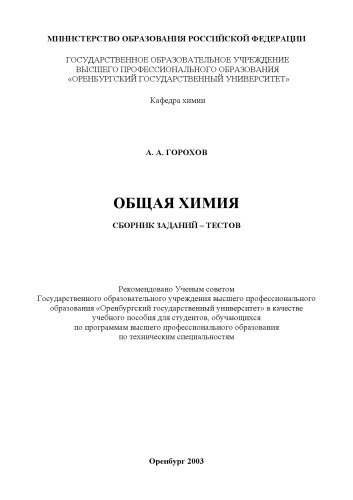 МИНИСТЕРСТВО ОБРАЗОВАНИЯ РОССИЙСКОЙ ФЕДЕРАЦИИ
ГОСУДАРСТВЕННОЕ ОБРАЗОВАТЕЛЬНОЕ УЧРЕЖДЕНИЕ
ВЫСШЕГО ПРОФЕССИОНАЛЬНОГО ОБРАЗОВАНИЯ
«ОРЕНБУРГСКИЙ ГОСУДАРСТВЕННЫЙ УНИВЕРСИТЕТ»
Кафедра химии
А. А. ГОРОХОВ
ОБЩАЯ ХИМИЯ
СБОРНИК ЗАДАНИЙ – ТЕСТОВ
Рекомендовано Ученым советом
Государственного образовательного учреждения высшего профессионального
образования «Оренбургский государственный университет» в качестве
учебного пособия для студентов, обучающихся
по программам высшего профессионального образования
по техническим специальностям
Оренбург 2003